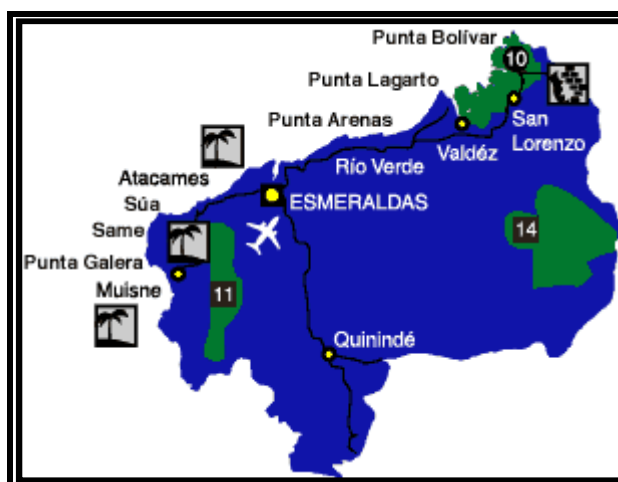 Punta Bolívar
10
Punta Lagarto
Punta Arenas
San
Lorenzo
Valdéz
Río Verde
Atacames
ESMERALDAS
Súa
Same
14
Punta Galera
Muisne
11
Quinindé